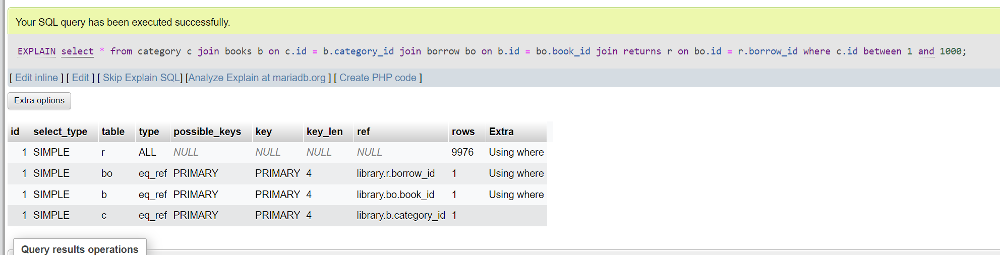 Your SQL query has been executed successfully.
EXPLAIN select * from category c join books b on c.id = b.category_id join borrow bo on b.id = bo.book_id join returns r on bo.id = r.borrow_id where c.id between 1 and 1000;
[ Edit inline ] [ Edit ] [ Skip Explain SQL] [Analyze Explain at mariadb.org ] [ Create PHP code ]
Extra options
id select_type table type possible_keys key key_len ref rows Extra
1 SIMPLE r ALL NULL NULL NULL NULL 9976 Using where
1 SIMPLE bo eq_ref PRIMARY PRIMARY 4 library.r.borrow_id 1 Using where
1 SIMPLE b eq_ref PRIMARY PRIMARY 4 library.bo.book_id 1 Using where
1 SIMPLE c eq_ref PRIMARY PRIMARY 4 library.b.category_id 1
Query results operations